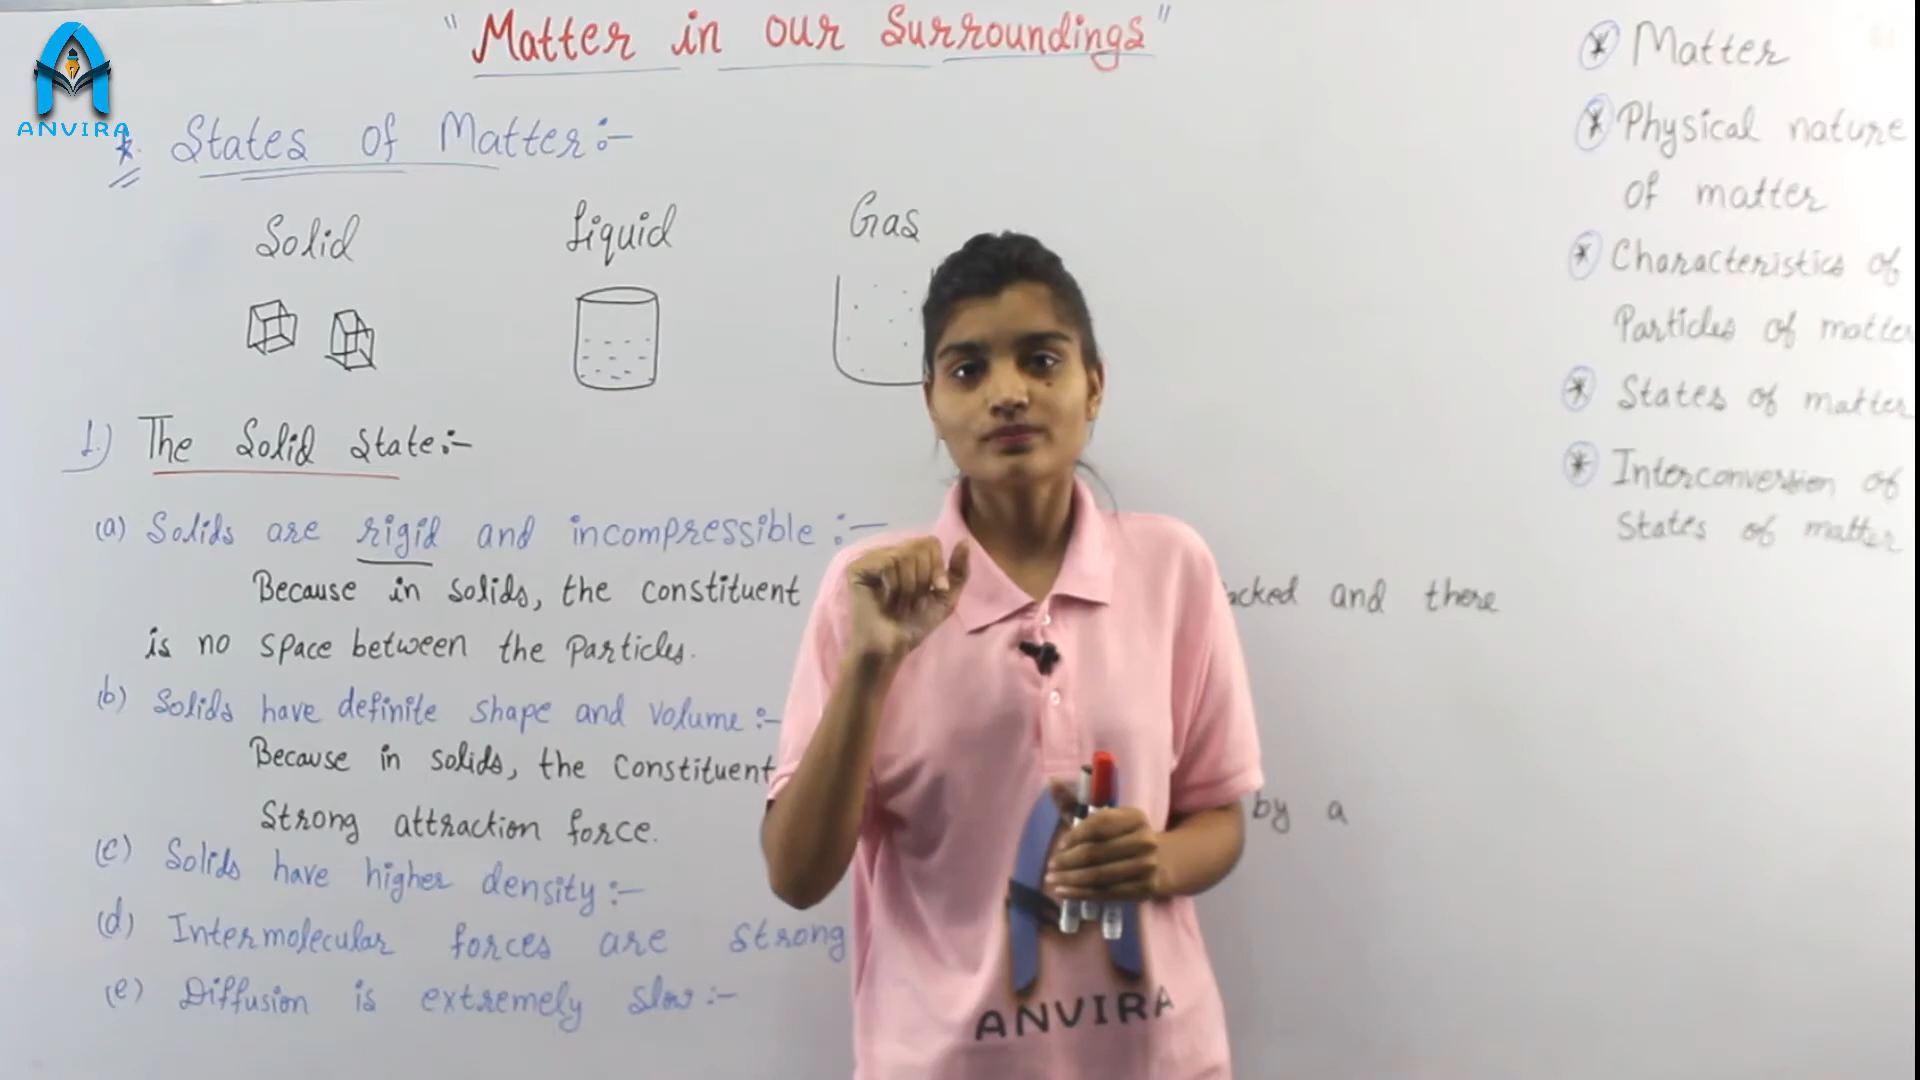 "Matter in our Surroundings"
ANVIRA
* States of Matter:-
Solid Liquid Gas
1.) The Solid State:-
(a) Solids are rigid and incompressible :-
Because in solids, the constituent
and there
is no space between the particles.
(b) Solids have definite shape and volume :-
Because in solids, the constituent
by a
Strong attraction force.
(c) Solids have higher density :-
(d) Intermolecular forces are strong
(e) Diffusion is extremely slow :-
* Matter
* Physical nature
of matter
* Characteristics of
Particles of matter
* States of matter
* Interconversion of
States of matter
ANVIRA